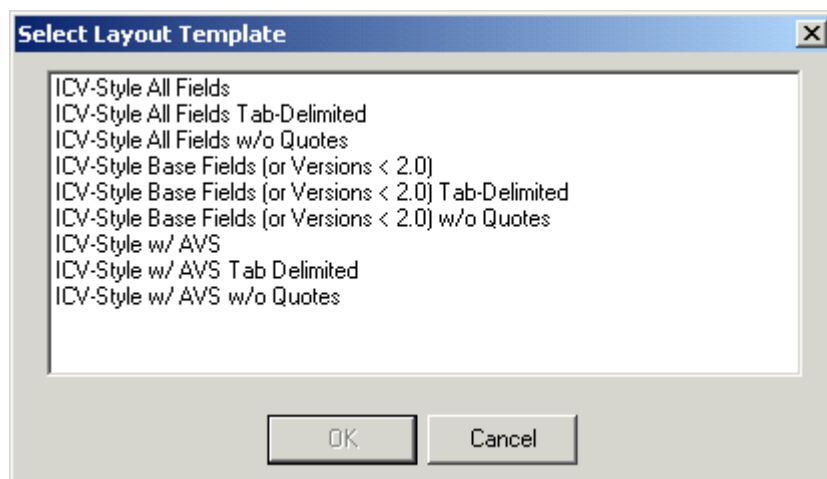 Select Layout Template
ICV-Style All Fields
ICV-Style All Fields Tab-Delimited
ICV-Style All Fields w/o Quotes
ICV-Style Base Fields (or Versions < 2.0)
ICV-Style Base Fields (or Versions < 2.0) Tab-Delimited
ICV-Style Base Fields (or Versions < 2.0) w/o Quotes
ICV-Style w/ AVS
ICV-Style w/ AVS Tab Delimited
ICV-Style w/ AVS w/o Quotes
OK Cancel